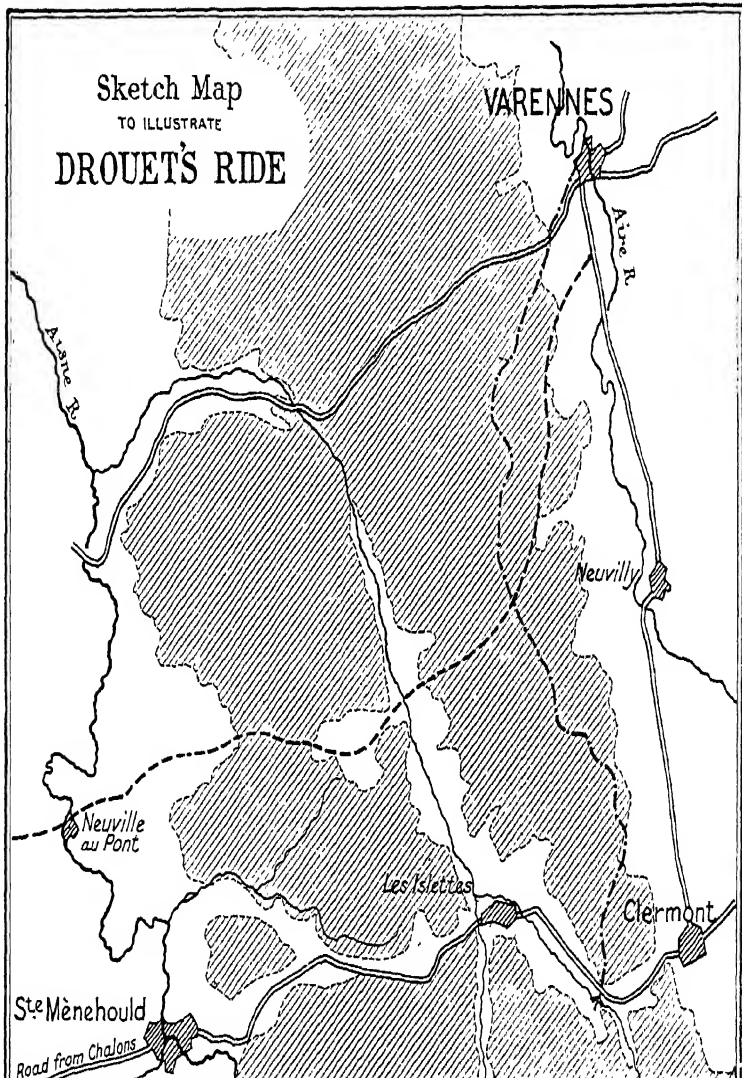 Sketch Map
TO ILLUSTRATE
DROUET'S RIDE
VARENNES
Aire R
Aisne R
Neuvilly
Neuville
au Pont
Les Islettes
Clermont
Ste Mènehould
Road from Chalons